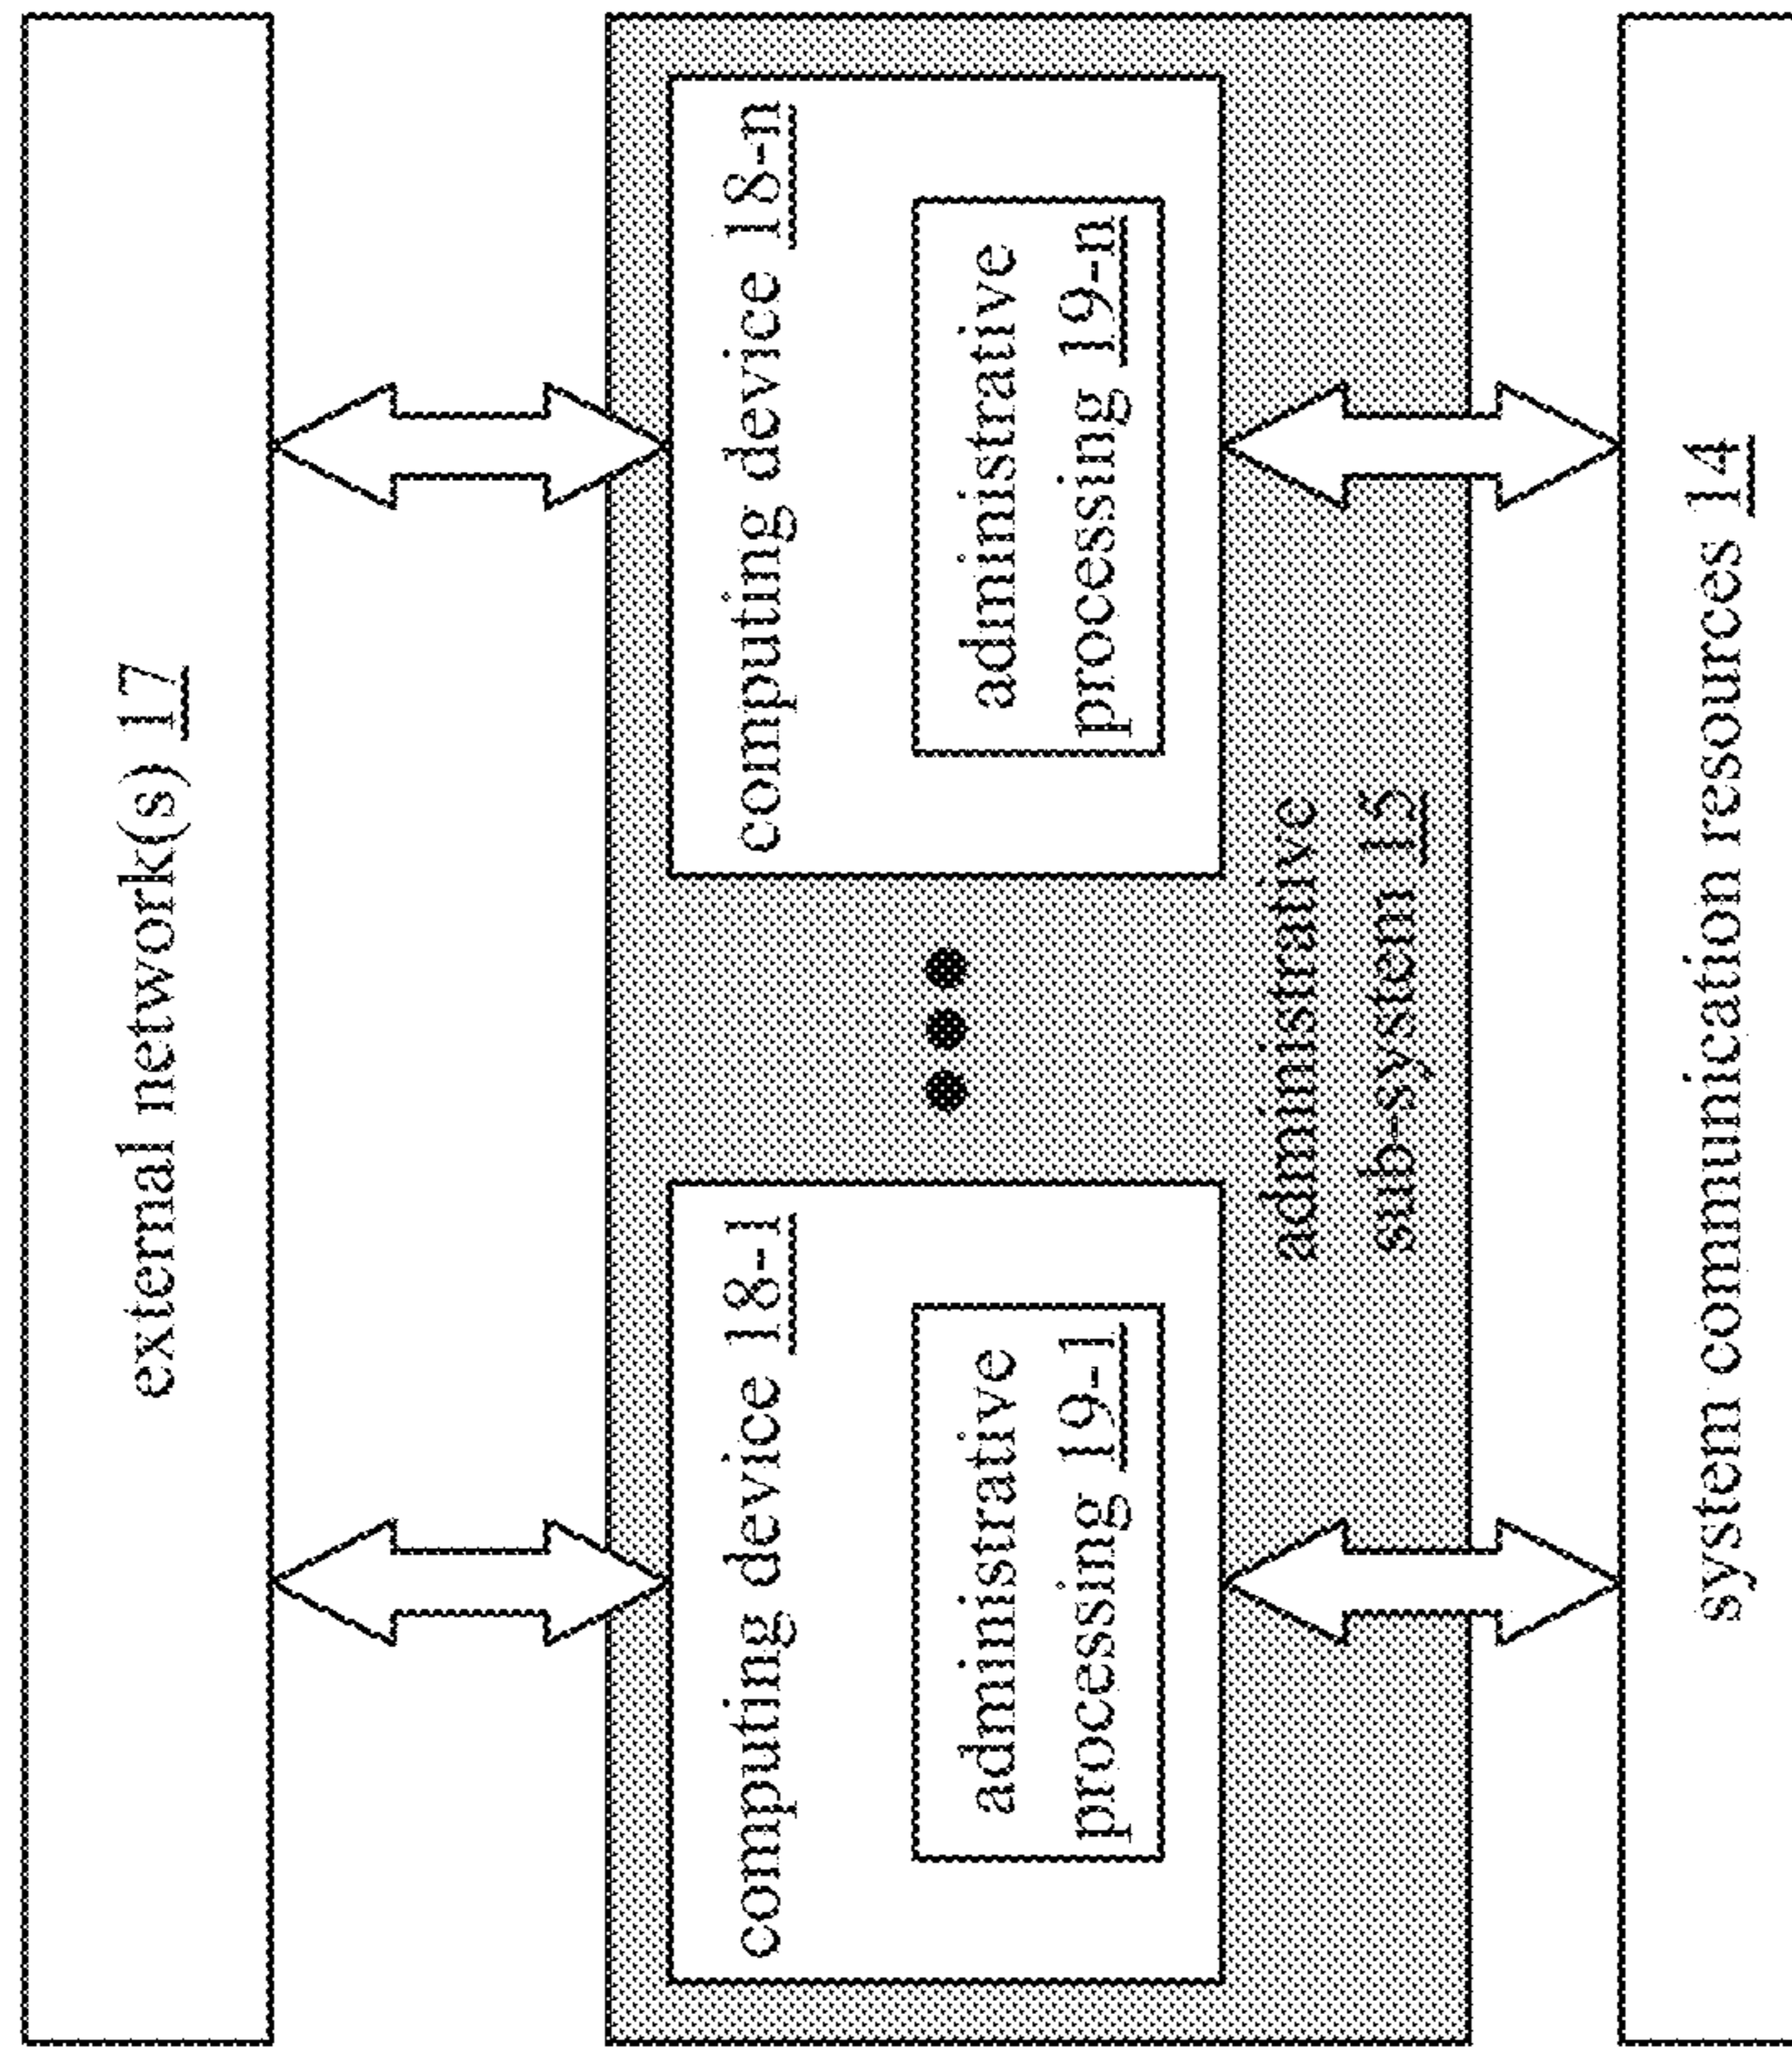 external network(s) 17
computing device 18-1
administrative
processing 19-1
computing device 18-n
administrative
processing 19-n
administrative
sub-system 15
system communication resources 14